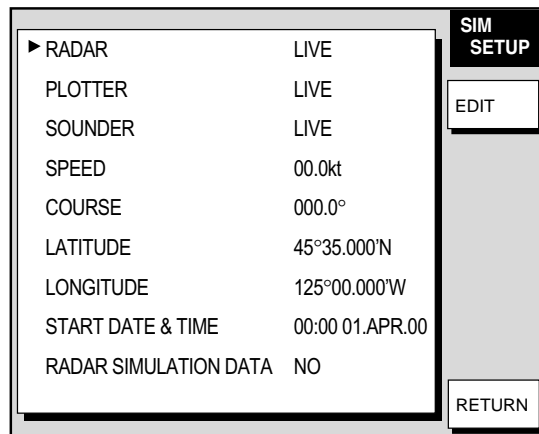 SIM
SETUP
▶ RADAR LIVE
PLOTTER LIVE
SOUNDER LIVE
SPEED 00.0kt
COURSE 000.0°
LATITUDE 45°35.000’N
LONGITUDE 125°00.000’W
START DATE & TIME 00:00 01.APR.00
RADAR SIMULATION DATA NO
EDIT
RETURN